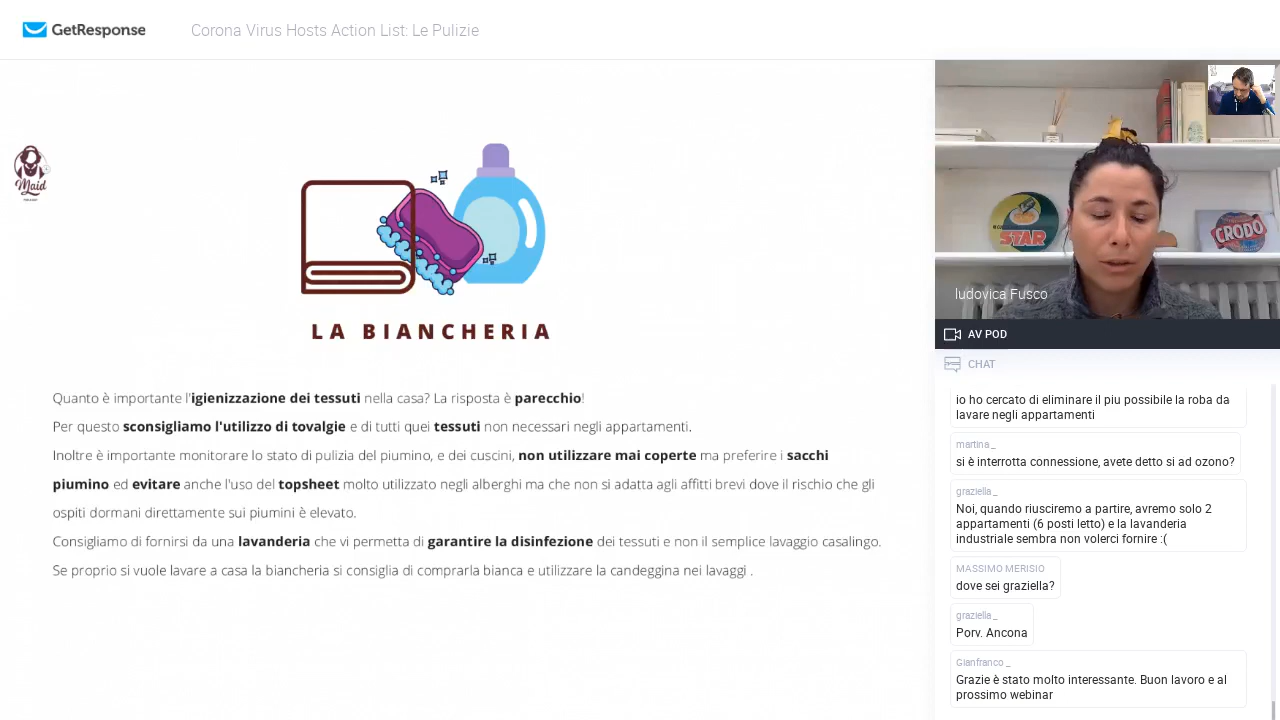 GetResponse
Corona Virus Hosts Action List: Le Pulizie
Maid
LA BIANCHERIA
Quanto è importante l'igienizzazione dei tessuti nella casa? La risposta è parecchio!
Per questo sconsigliamo l'utilizzo di tovalgie e di tutti quei tessuti non necessari negli appartamenti.
Inoltre è importante monitorare lo stato di pulizia del piumino, e dei cuscini, non utilizzare mai coperte ma preferire i sacchi
piumino ed evitare anche l'uso del topsheet molto utilizzato negli alberghi ma che non si adatta agli affitti brevi dove il rischio che gli
ospiti dormani direttamente sui piumini è elevato.
Consigliamo di fornirsi da una lavanderia che vi permetta di garantire la disinfezione dei tessuti e non il semplice lavaggio casalingo.
Se proprio si vuole lavare a casa la biancheria si consiglia di comprarla bianca e utilizzare la candeggina nei lavaggi .
STAR
CRODO
ludovica Fusco
AV POD
CHAT
io ho cercato di eliminare il piu possibile la roba da
lavare negli appartamenti
martina _
si è interrotta connessione, avete detto si ad ozono?
graziella _
Noi, quando riusciremo a partire, avremo solo 2
appartamenti (6 posti letto) e la lavanderia
industriale sembra non volerci fornire :(
MASSIMO MERISIO
dove sei graziella?
graziella _
Porv. Ancona
Gianfranco _
Grazie è stato molto interessante. Buon lavoro e al
prossimo webinar